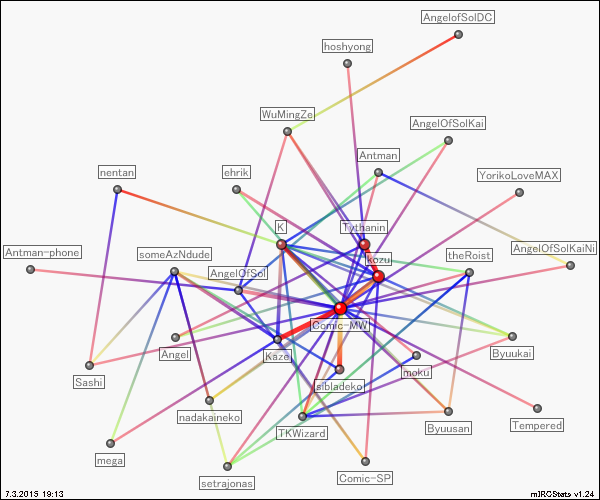 AngelofSolDC
hoshyong
WuMingZe
AngelOfSolKai
Antman
nentan
ehrik
YorikoLoveMAX
K
Tythanin
Antman-phone
someAzNdude
kozu
theRoist
AngelOfSolKaiNi
AngelOfSol
Comic-MW
Angel
Kaze
Byuukai
Sashi
sibladeko
moku
nadakaineko
TKWizard
Byuusan
Tempered
mega
setrajonas
Comic-SP
7.3.2015 19:13
mIRCStats v1.24